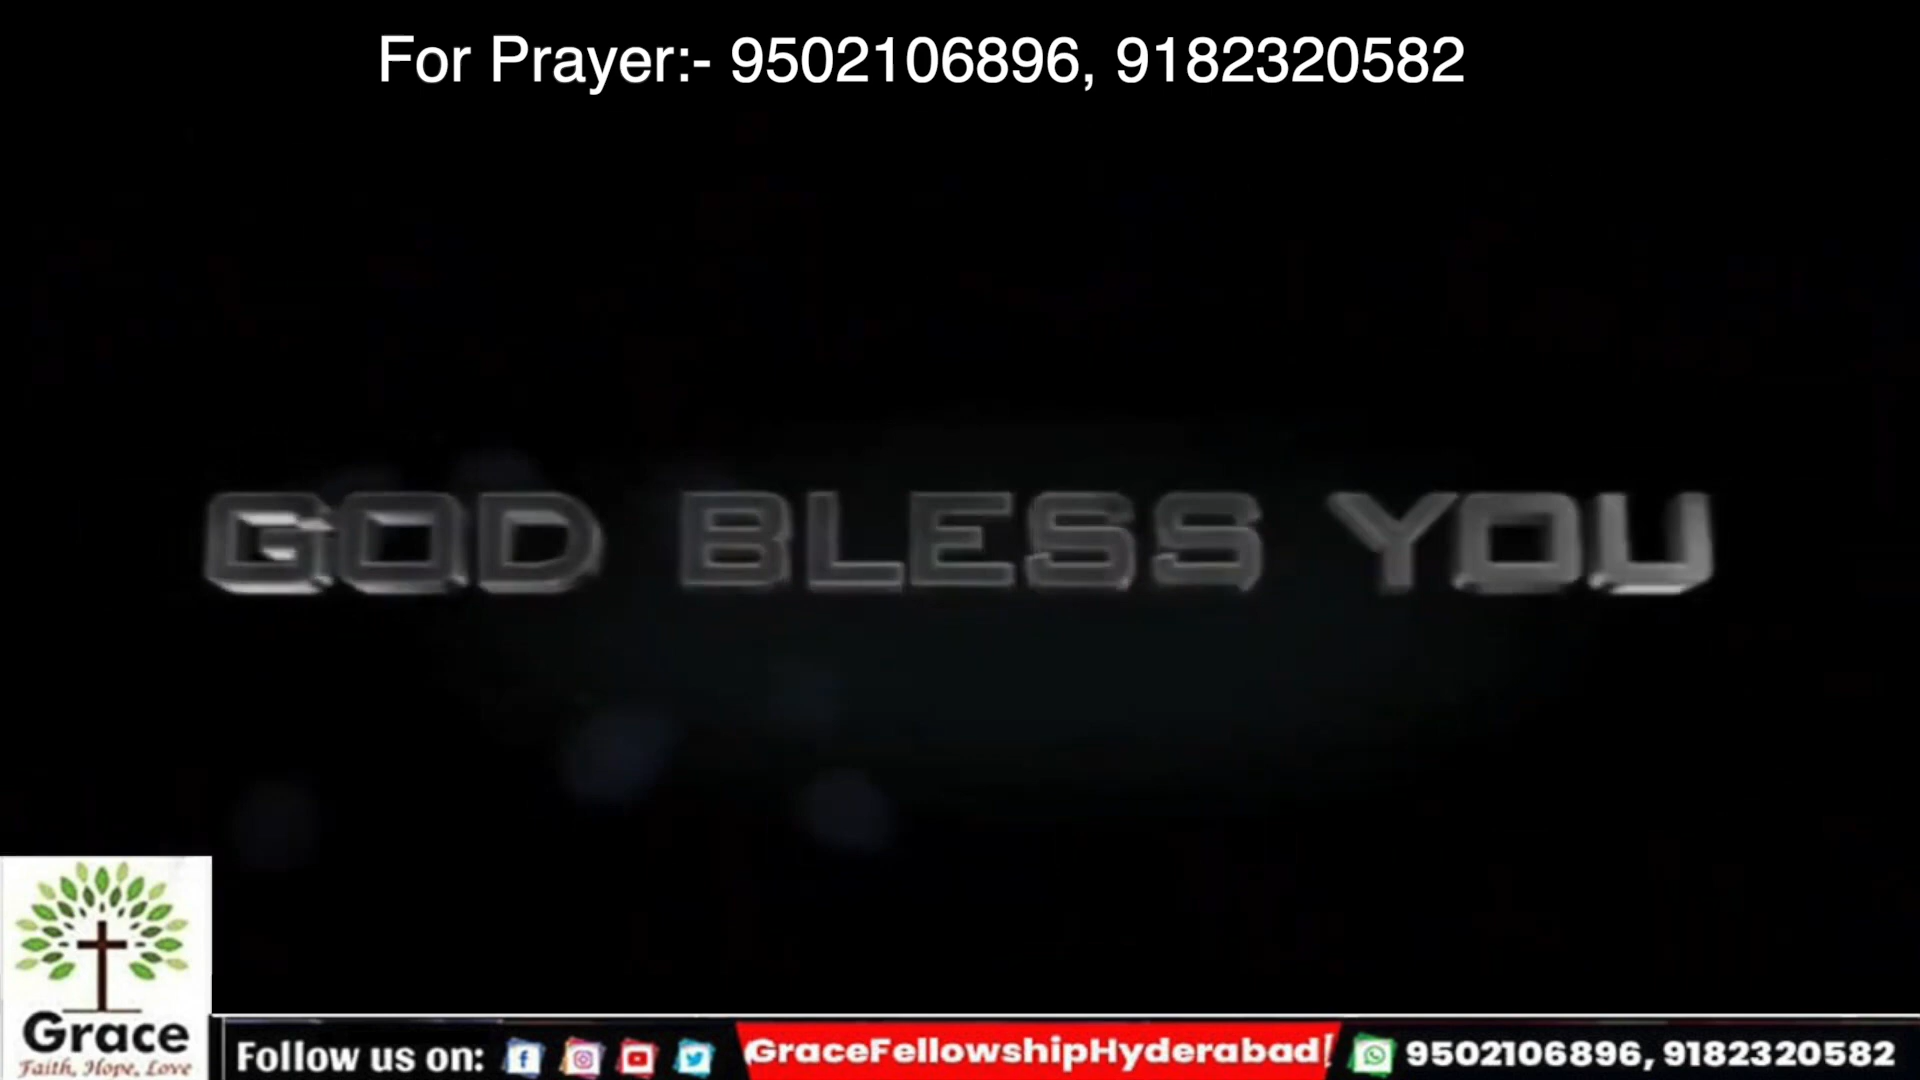 For Prayer:- 9502106896, 9182320582
GOD BLESS YOU
Grace
Faith, Hope, Love
Follow us on:
GraceFellowshipHyderabad
9502106896, 9182320582